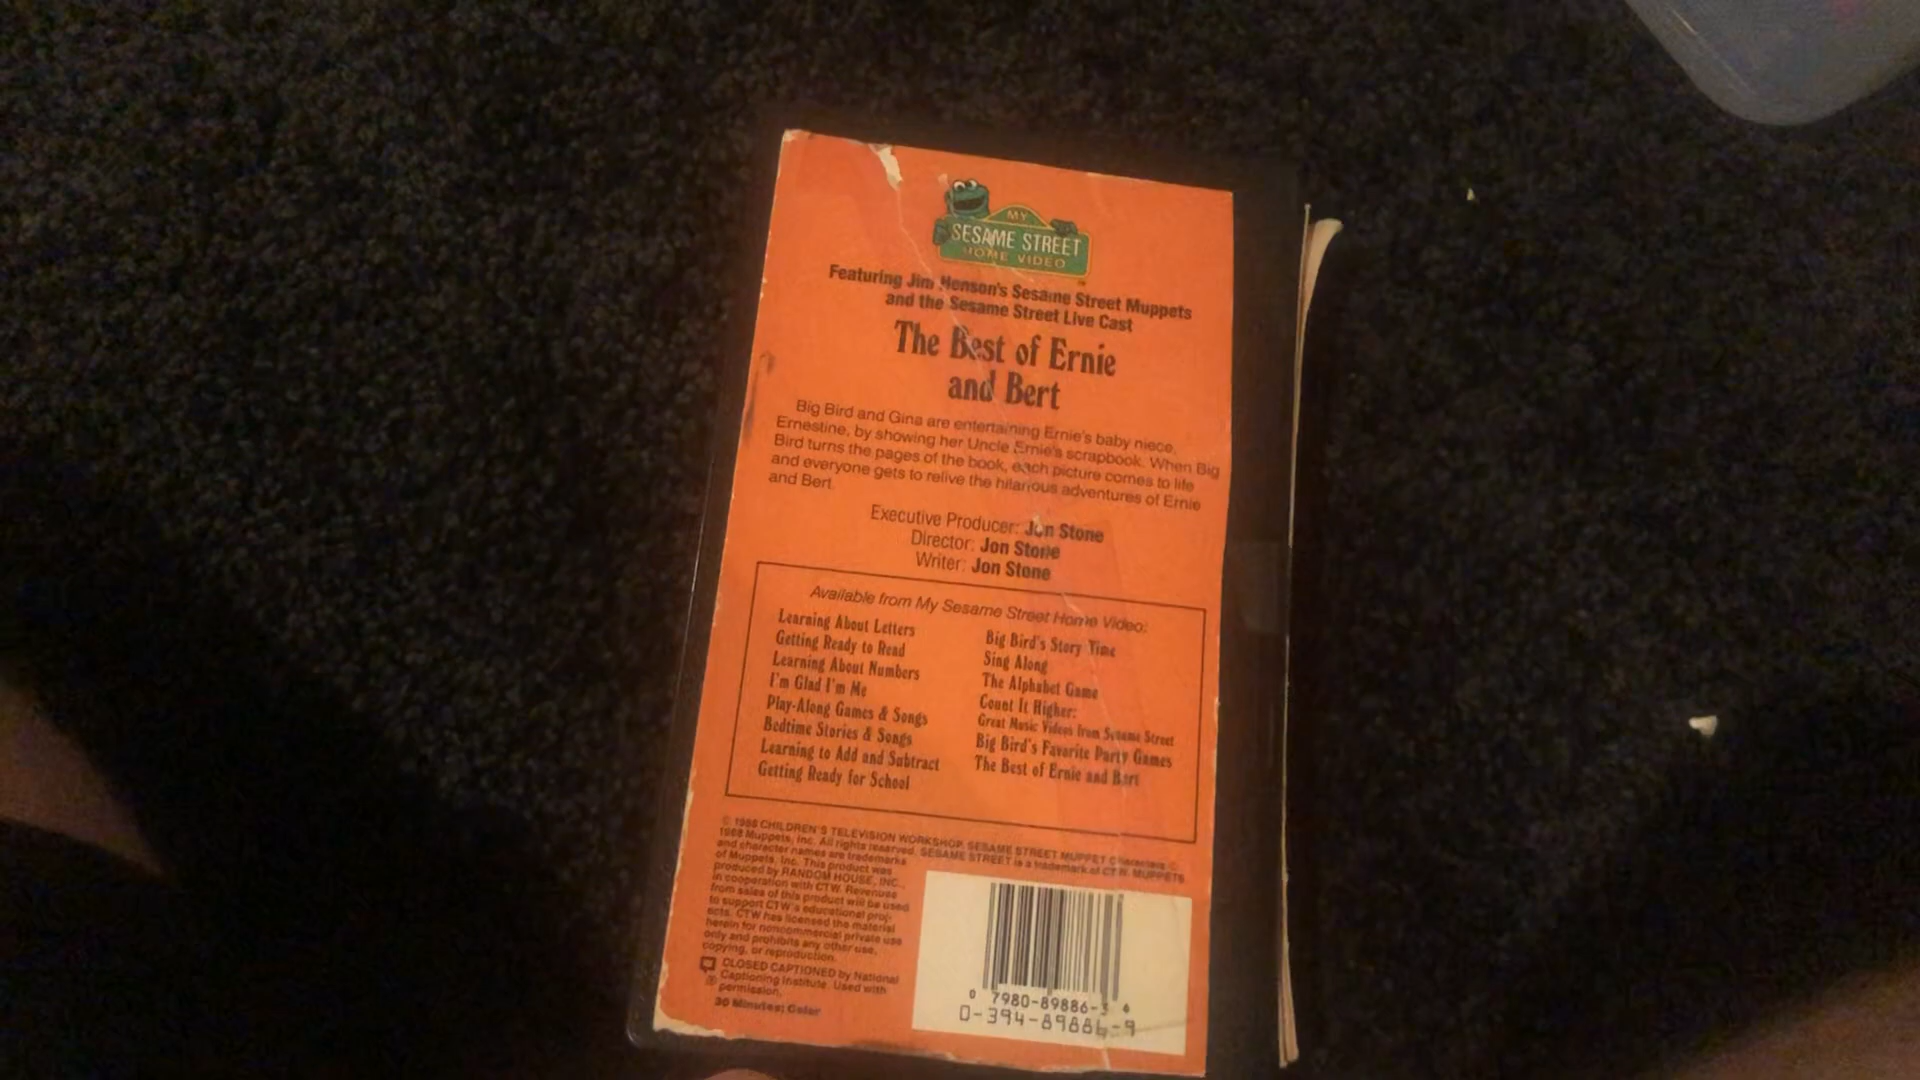 MY
SESAME STREET
HOME VIDEO
Featuring Jim Henson's Sesame Street Muppets
and the Sesame Street Live Cast
The Best of Ernie
and Bert
Big Bird and Gina are entertaining Ernie's baby niece,
Ernestine, by showing her Uncle Ernie's scrapbook. When Big
Bird turns the pages of the book, each picture comes to life
and everyone gets to relive the hilarious adventures of Ernie
and Bert.
Executive Producer: Jon Stone
Director: Jon Stone
Writer: Jon Stone
Available from My Sesame Street Home Video:
Learning About Letters
Getting Ready to Read
Learning About Numbers
I'm Glad I'm Me
Play-Along Games & Songs
Bedtime Stories & Songs
Learning to Add and Subtract
Getting Ready for School
Big Bird's Story Time
Sing Along
The Alphabet Game
Count It Higher:
Great Music Videos from Sesame Street
Big Bird's Favorite Party Games
The Best of Ernie and Bert
© 1988 CHILDREN'S TELEVISION WORKSHOP. SESAME STREET MUPPET Characters ©
1988 Muppets, Inc. All rights reserved. SESAME STREET is a trademark of CTW. MUPPETS
and character names are trademarks
of Muppets, Inc. This product was
produced by RANDOM HOUSE, INC.,
in cooperation with CTW. Revenues
from sales of this product will be used
to support CTW's educational proj-
ects. CTW has licensed the material
herein for noncommercial private use
only and prohibits any other use,
copying, or reproduction.
CLOSED CAPTIONED by National
Captioning Institute. Used with
permission.
30 Minutes: Color
0 7980-89886-3 6
0-394-89886-9